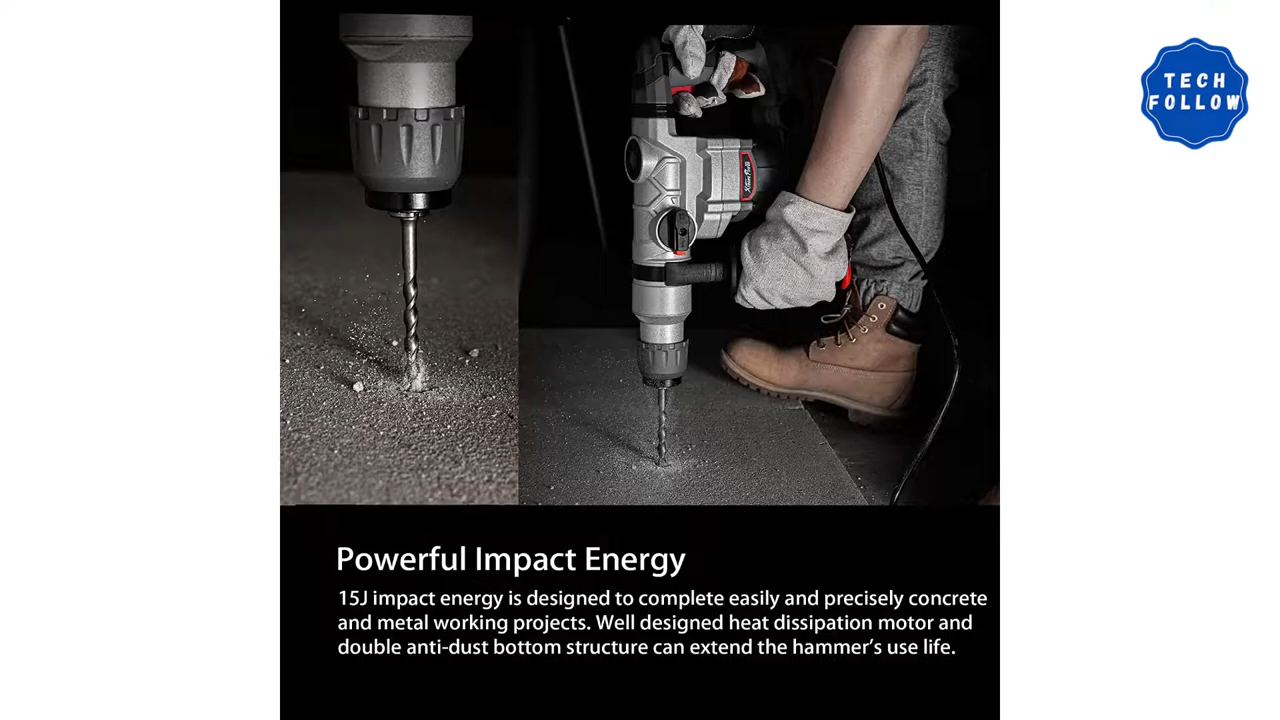 TECH
FOLLOW
Powerful Impact Energy
15J impact energy is designed to complete easily and precisely concrete
and metal working projects. Well designed heat dissipation motor and
double anti-dust bottom structure can extend the hammer's use life.